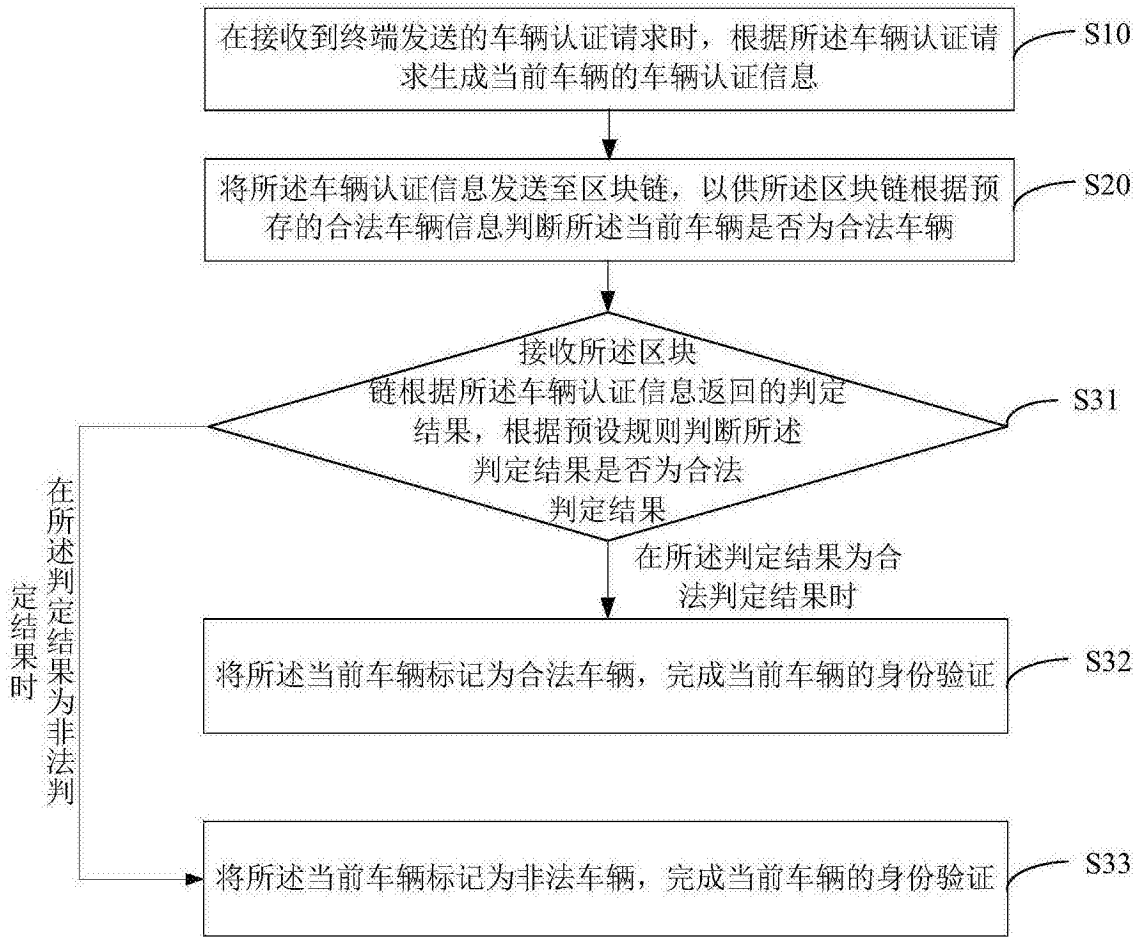 在接收到终端发送的车辆认证请求时，根据所述车辆认证请
求生成当前车辆的车辆认证信息
S10
将所述车辆认证信息发送至区块链，以供所述区块链根据预
存的合法车辆信息判断所述当前车辆是否为合法车辆
S20
接收所述区块
链根据所述车辆认证信息返回的判定
结果，根据预设规则判断所述
判定结果是否为合法
判定结果
S31
在所述判定结果为合
法判定结果时
在所述判定结果为非法判
定结果时
将所述当前车辆标记为合法车辆，完成当前车辆的身份验证
S32
将所述当前车辆标记为非法车辆，完成当前车辆的身份验证
S33